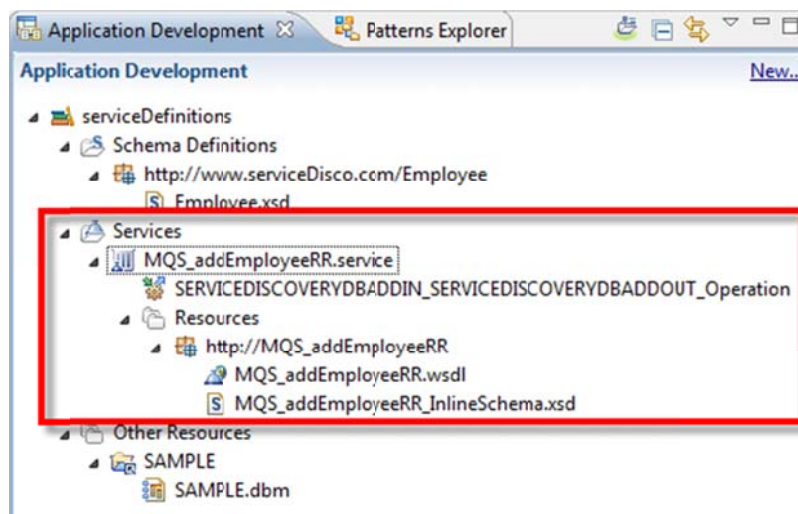 Application Development Patterns Explorer
Application Development New...
serviceDefinitions
Schema Definitions
http://www.serviceDisco.com/Employee
Employee.xsd
Services
MQS_addEmployeeRR.service
SERVICEDISCOVERYDBADDIN_SERVICEDISCOVERYDBADDOUT_Operation
Resources
http://MQS_addEmployeeRR
MQS_addEmployeeRR.wsdl
MQS_addEmployeeRR_InlineSchema.xsd
Other Resources
SAMPLE
SAMPLE.dbm